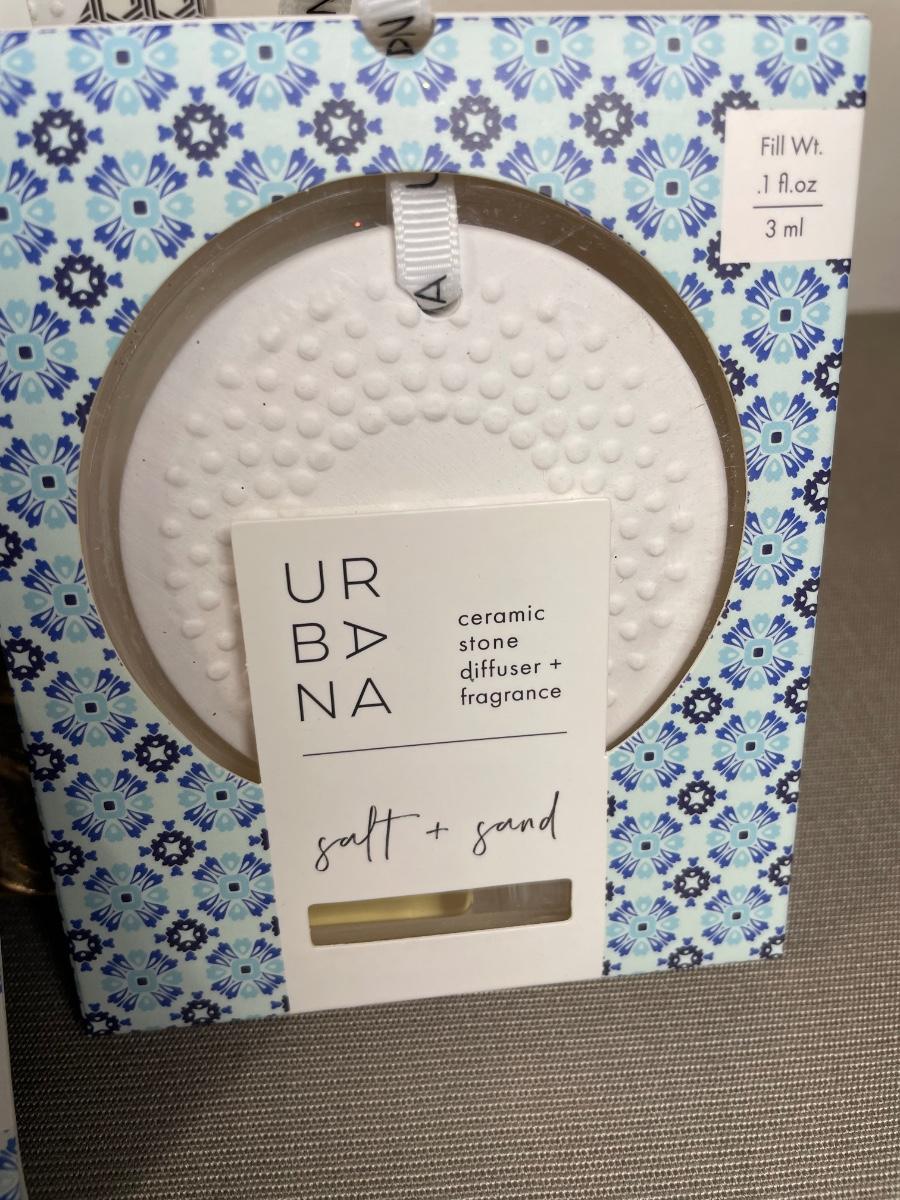 Fill Wt.
.1 fl.oz
3 ml
UR
BA
NA
ceramic
stone
diffuser +
fragrance
salt + sand